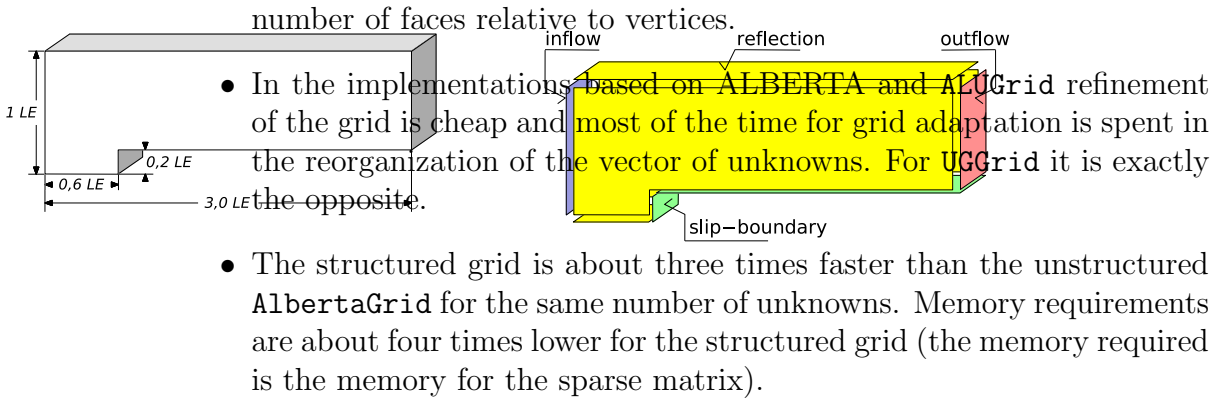 number of faces relative to vertices.
inflow
reflection
outflow
• In the implementations based on ALBERTA and ALUGrid refinement
1 LE
of the grid is cheap and most of the time for grid adaptation is spent in
0,2 LE
the reorganization of the vector of unknowns. For UGGrid it is exactly
0,6 LE
3,0 LE
the opposite.
slip−boundary
• The structured grid is about three times faster than the unstructured
AlbertaGrid for the same number of unknowns. Memory requirements
are about four times lower for the structured grid (the memory required
is the memory for the sparse matrix).